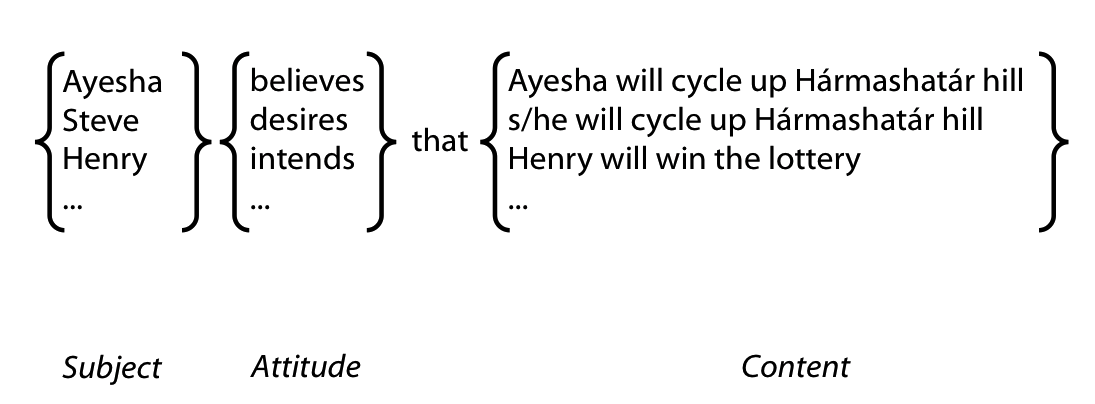 Ayesha believes Ayesha will cycle up Hármashatár hill
Steve desires s/he will cycle up Hármashatár hill
that
Henry intends Henry will win the lottery
... ... ...
Subject Attitude Content